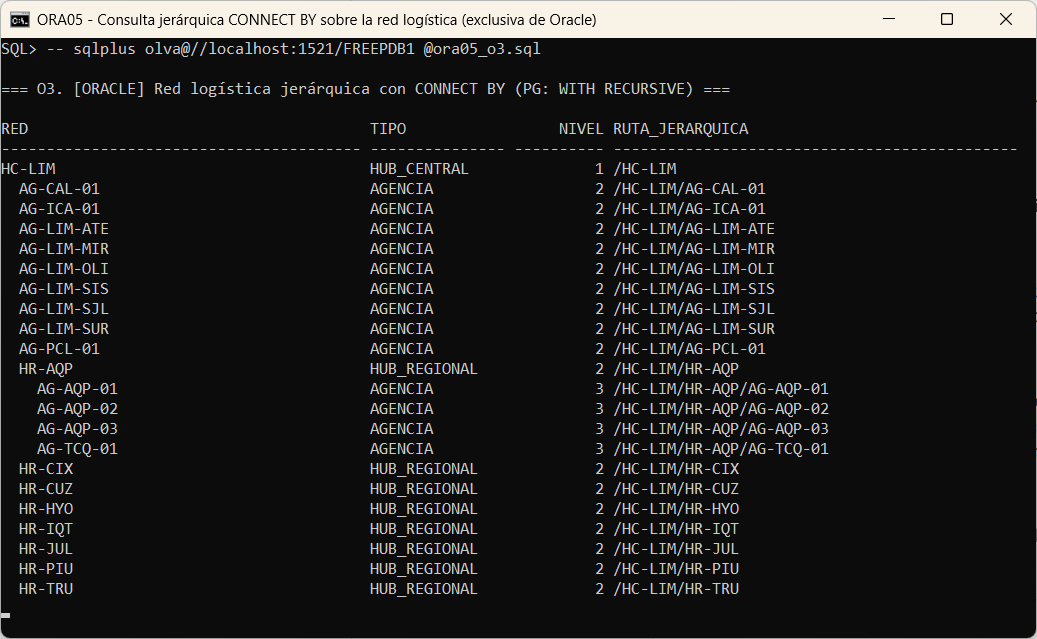 ORA05 - Consulta jerárquica CONNECT BY sobre la red logística (exclusiva de Oracle)
SQL> -- sqlplus olva@//localhost:1521/FREEPDB1 @ora05_o3.sql
=== O3. [ORACLE] Red logística jerárquica con CONNECT BY (PG: WITH RECURSIVE) ===
RED TIPO NIVEL RUTA_JERARQUICA
---------------------------------------- --------------- ---------- ---------------------------------------------
HC-LIM HUB_CENTRAL 1 /HC-LIM
AG-CAL-01 AGENCIA 2 /HC-LIM/AG-CAL-01
AG-ICA-01 AGENCIA 2 /HC-LIM/AG-ICA-01
AG-LIM-ATE AGENCIA 2 /HC-LIM/AG-LIM-ATE
AG-LIM-MIR AGENCIA 2 /HC-LIM/AG-LIM-MIR
AG-LIM-OLI AGENCIA 2 /HC-LIM/AG-LIM-OLI
AG-LIM-SIS AGENCIA 2 /HC-LIM/AG-LIM-SIS
AG-LIM-SJL AGENCIA 2 /HC-LIM/AG-LIM-SJL
AG-LIM-SUR AGENCIA 2 /HC-LIM/AG-LIM-SUR
AG-PCL-01 AGENCIA 2 /HC-LIM/AG-PCL-01
HR-AQP HUB_REGIONAL 2 /HC-LIM/HR-AQP
AG-AQP-01 AGENCIA 3 /HC-LIM/HR-AQP/AG-AQP-01
AG-AQP-02 AGENCIA 3 /HC-LIM/HR-AQP/AG-AQP-02
AG-AQP-03 AGENCIA 3 /HC-LIM/HR-AQP/AG-AQP-03
AG-TCQ-01 AGENCIA 3 /HC-LIM/HR-AQP/AG-TCQ-01
HR-CIX HUB_REGIONAL 2 /HC-LIM/HR-CIX
HR-CUZ HUB_REGIONAL 2 /HC-LIM/HR-CUZ
HR-HYO HUB_REGIONAL 2 /HC-LIM/HR-HYO
HR-IQT HUB_REGIONAL 2 /HC-LIM/HR-IQT
HR-JUL HUB_REGIONAL 2 /HC-LIM/HR-JUL
HR-PIU HUB_REGIONAL 2 /HC-LIM/HR-PIU
HR-TRU HUB_REGIONAL 2 /HC-LIM/HR-TRU